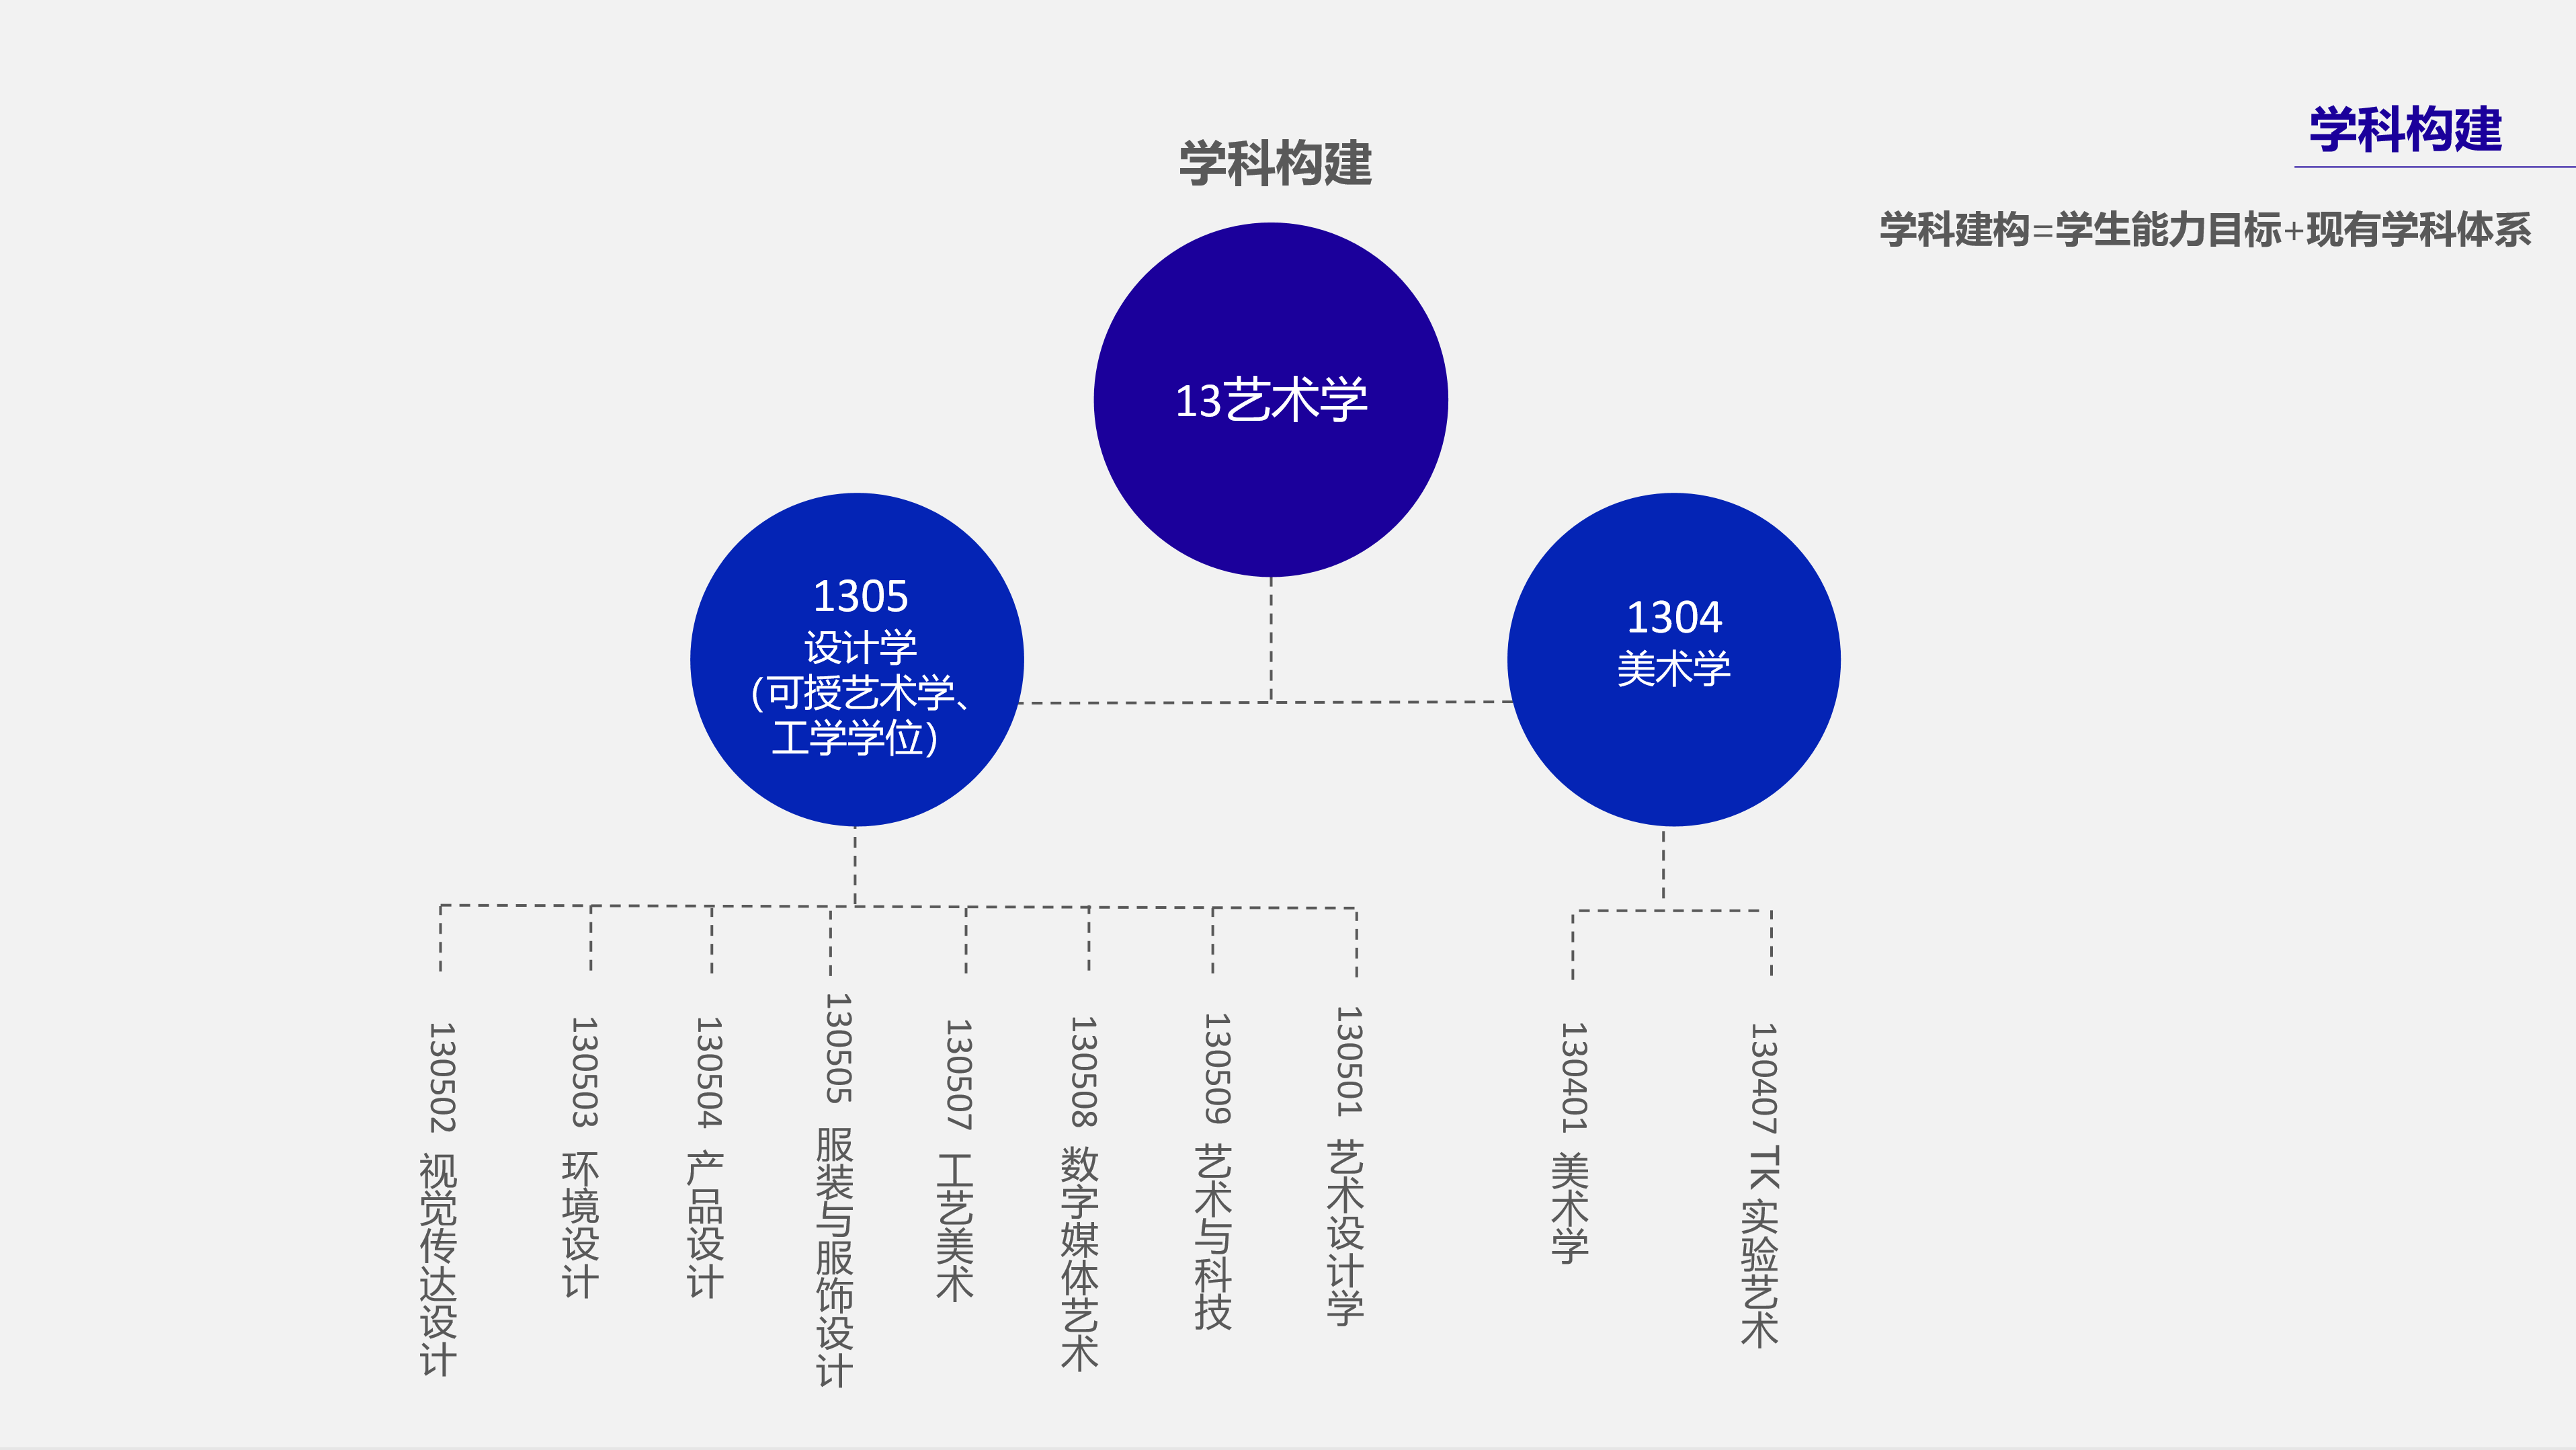 学科构建
学科建构=学生能力目标+现有学科体系
学科构建
13艺术学
1305
设计学
（可授艺术学、
工学学位）
1304
美术学
130502 视觉传达设计
130503 环境设计
130504 产品设计
130505 服装与服饰设计
130507 工艺美术
130508 数字媒体艺术
130509 艺术与科技
130501 艺术设计学
130401 美术学
130407 TK 实验艺术